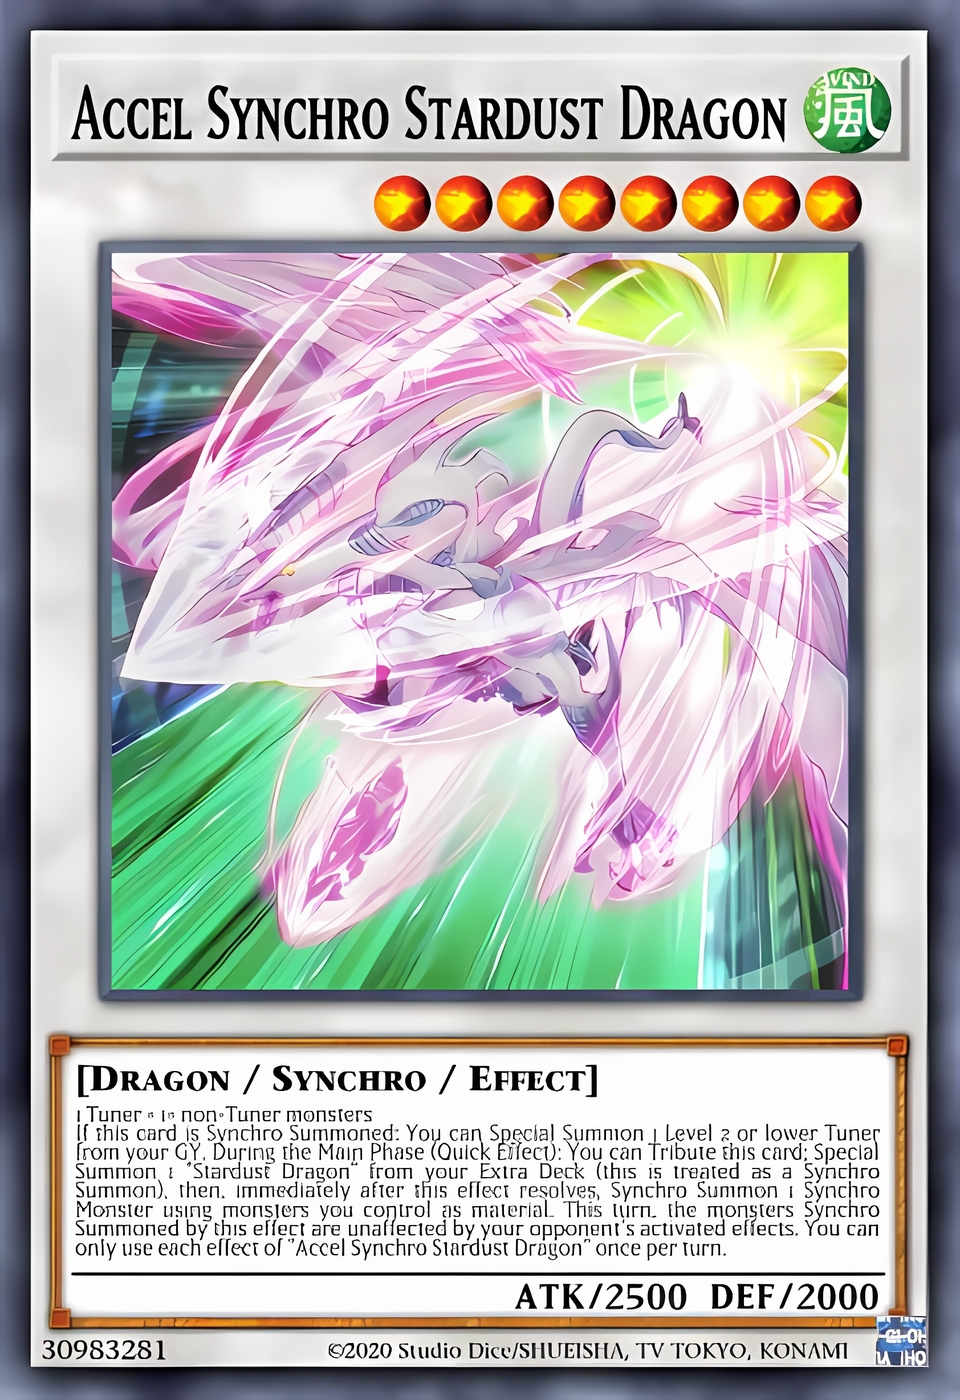 Accel Synchro Stardust Dragon
WIND
風
[Dragon / Synchro / Effect]
1 Tuner + 1+ non-Tuner monsters
If this card is Synchro Summoned: You can Special Summon 1 Level 2 or lower Tuner
from your GY. During the Main Phase (Quick Effect): You can Tribute this card; Special
Summon 1 "Stardust Dragon" from your Extra Deck (this is treated as a Synchro
Summon), then, immediately after this effect resolves, Synchro Summon 1 Synchro
Monster using monsters you control as material. This turn, the monsters Synchro
Summoned by this effect are unaffected by your opponent's activated effects. You can
only use each effect of "Accel Synchro Stardust Dragon" once per turn.
ATK/2500 DEF/2000
30983281
©2020 Studio Dice/SHUEISHA, TV TOKYO, KONAMI